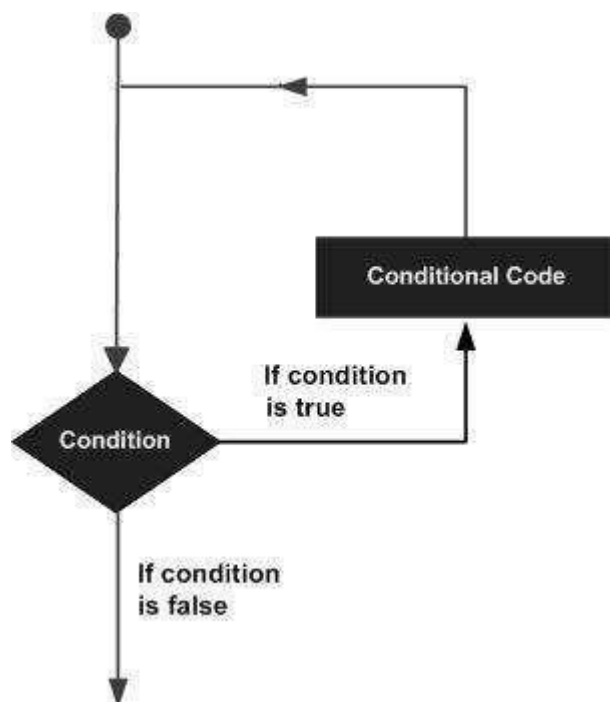 Conditional Code
If condition
is true
Condition
If condition
is false